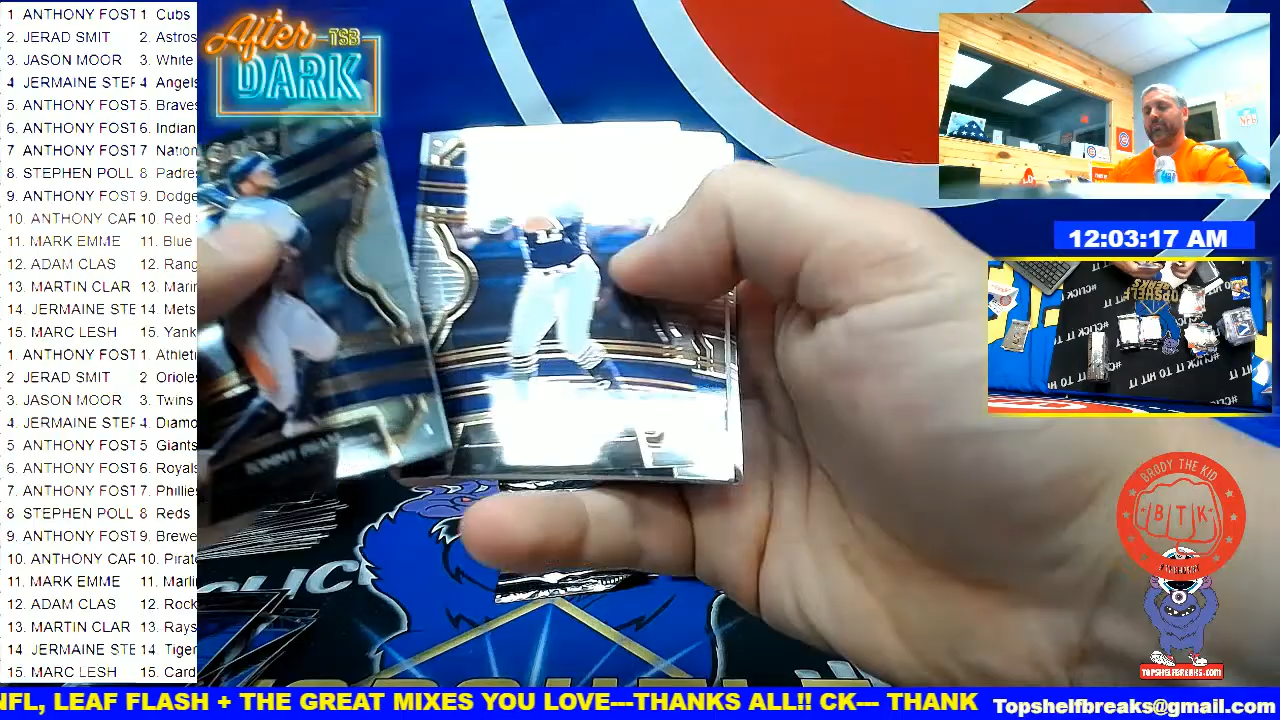 1 ANTHONY FOST 1 Cubs
2. JERAD SMIT 2. Astros
3. JASON MOOR 3. White
4 JERMAINE STEF 4. Angels
5. ANTHONY FOST 5. Braves
6. ANTHONY FOST 6. Indian
7 ANTHONY FOST 7. Nation
8. STEPHEN POLL 8 Padre
9. ANTHONY FOST 9. Dodge
10. ANTHONY CAR 10. Red
11. MARK EMME 11. Blue
12. ADAM CLAS 12. Rang
13. MARTIN CLAR 13. Marin
14. JERMAINE STE 14. Mets
15. MARC LESH 15. Yank
1. ANTHONY FOST 1. Athleti
2 JERAD SMIT 2 Oriole
3. JASON MOOR 3. Twins
4. JERMAINE STEF 4. Diamo
5 ANTHONY FOST 5. Giants
6. ANTHONY FOST 6. Royals
7. ANTHONY FOST 7. Phillies
8 STEPHEN POLL 8 Reds
9. ANTHONY FOST 9. Brewe
10. ANTHONY CAR 10. Pirate
11. MARK EMME 11. Marli
12. ADAM CLAS 12. Rock
13. MARTIN CLAR 13. Rays
14 JERMAINE STE 14. Tiger
15. MARC LESH 15. Card
After TSB
DARK
12:03:17 AM
BRODY THE KID
BTK
TOPSHELFBREAKS.COM
NFL, LEAF FLASH + THE GREAT MIXES YOU LOVE---THANKS ALL!! CK--- THANK
Topshelfbreaks@gmail.com